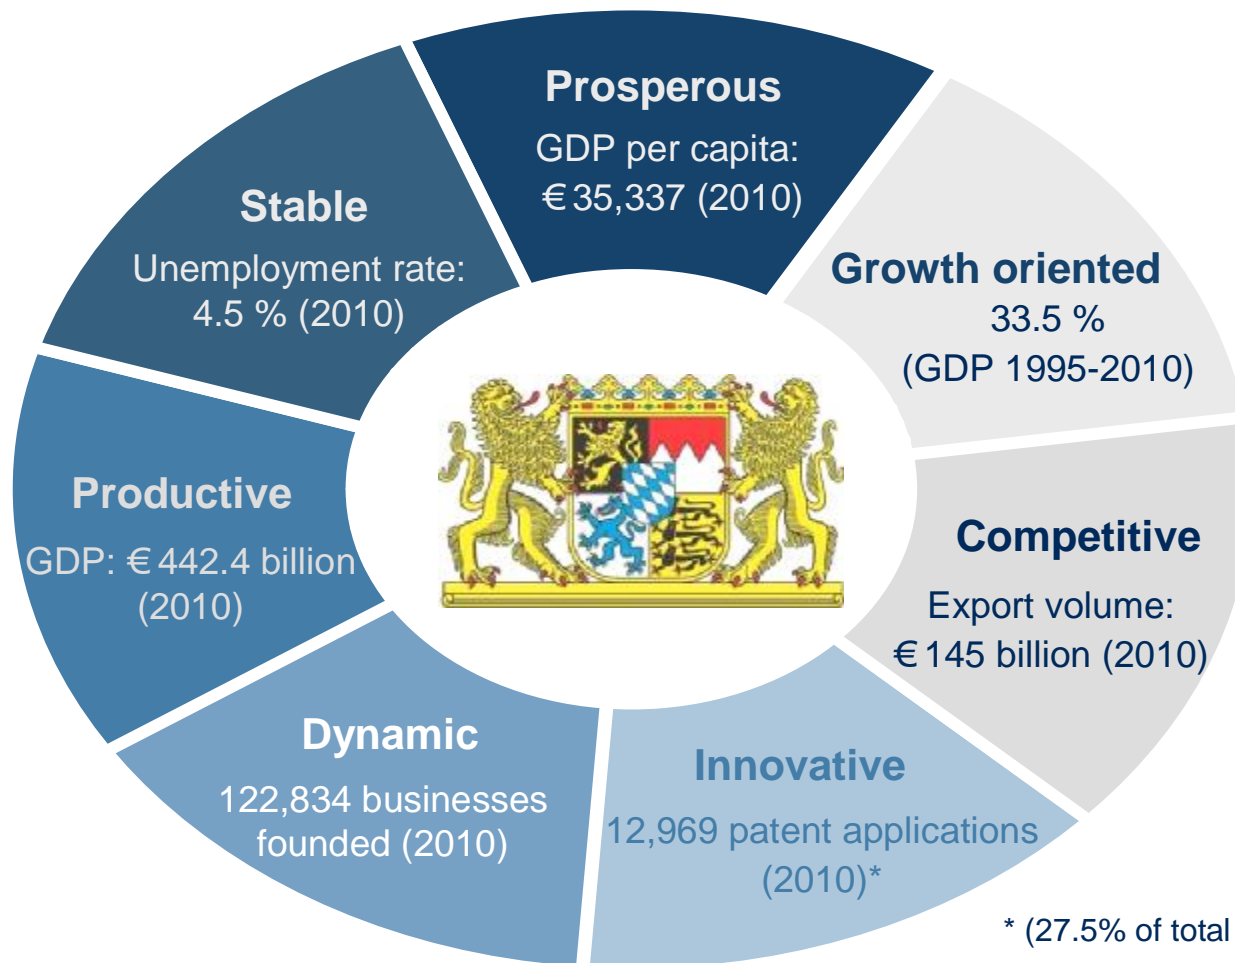 Prosperous
GDP per capita:
€ 35,337 (2010)
Growth oriented
33.5 %
(GDP 1995-2010)
Competitive
Export volume:
€ 145 billion (2010)
Innovative
12,969 patent applications
(2010)*
* (27.5% of total
Dynamic
122,834 businesses
founded (2010)
Productive
GDP: € 442.4 billion
(2010)
Stable
Unemployment rate:
4.5 % (2010)